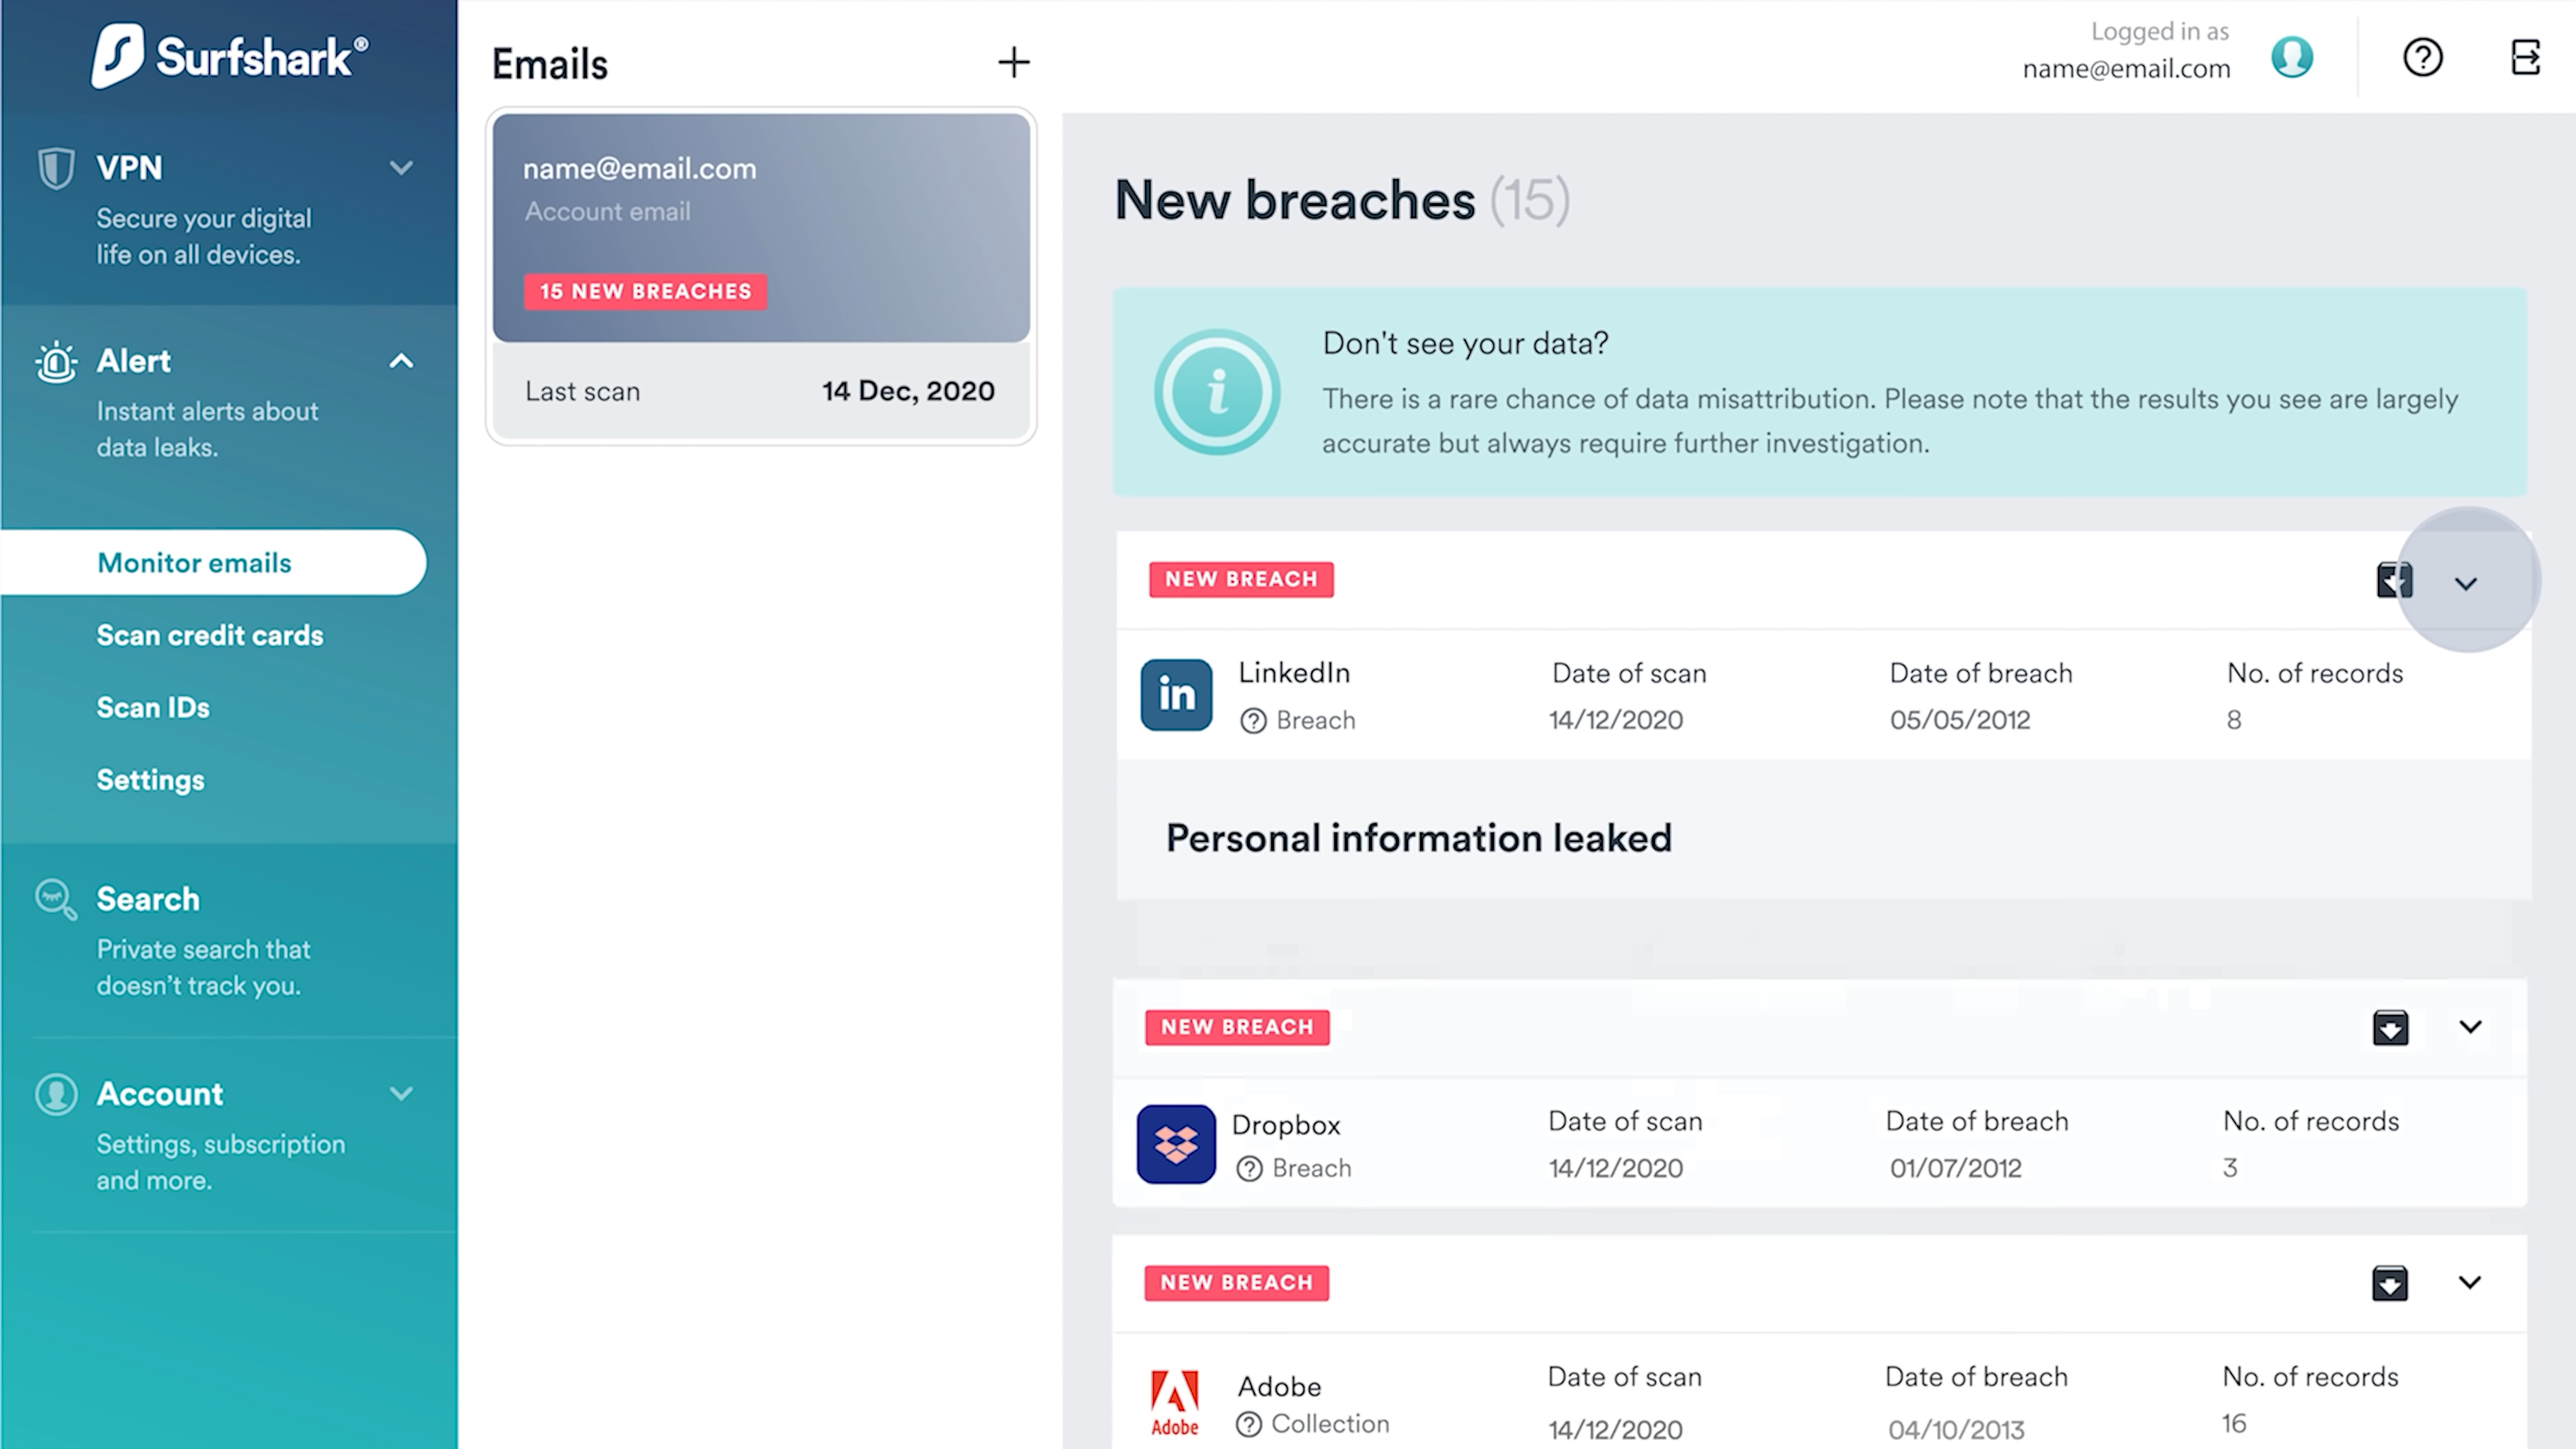 Surfshark®
VPN
Secure your digital
life on all devices.
Alert
Instant alerts about
data leaks.
Monitor emails
Scan credit cards
Scan IDs
Settings
Search
Private search that
doesn't track you.
Account
Settings, subscription
and more.
Emails
name@email.com
Account email
15 NEW BREACHES
Last scan 14 Dec, 2020
Logged in as
name@email.com
New breaches (15)
Don't see your data?
There is a rare chance of data misattribution. Please note that the results you see are largely
accurate but always require further investigation.
NEW BREACH
in LinkedIn Date of scan Date of breach No. of records
Breach 14/12/2020 05/05/2012 8
Personal information leaked
NEW BREACH
Dropbox Date of scan Date of breach No. of records
Breach 14/12/2020 01/07/2012 3
NEW BREACH
Adobe Date of scan Date of breach No. of records
Adobe Collection 14/12/2020 04/10/2013 16